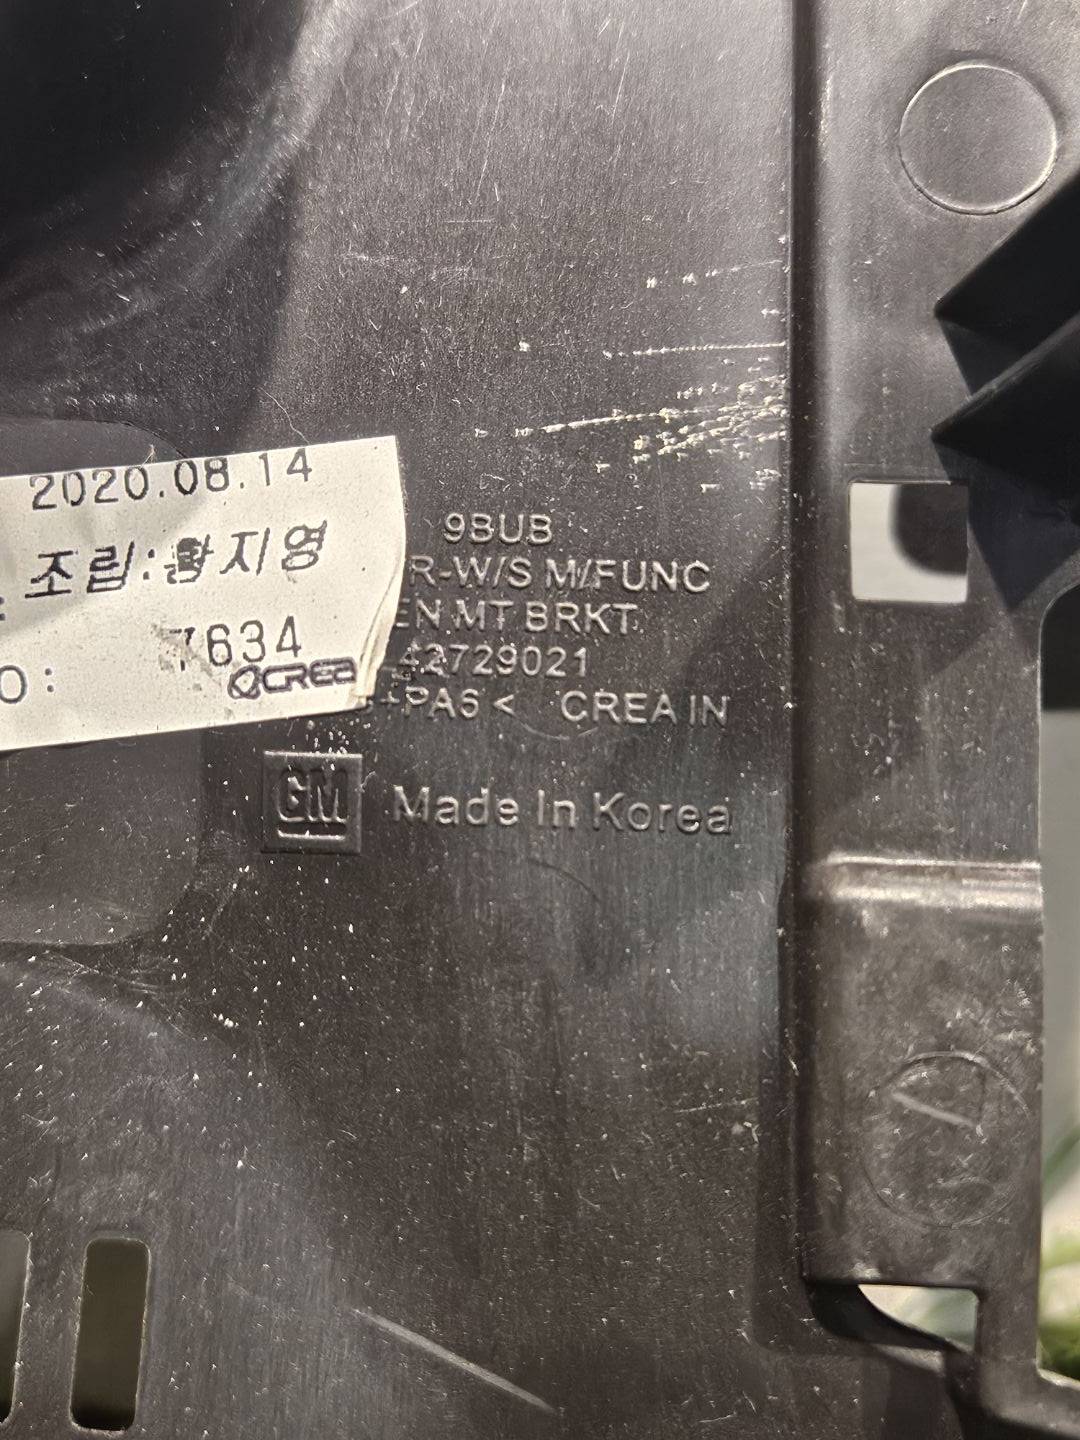 2020.08.14
조립:황지영
7634
O:
CREA
9BUB
R-W/S M/FUNC
EN MT BRKT
42729021
PA6 < CREA IN
GM
Made In Korea